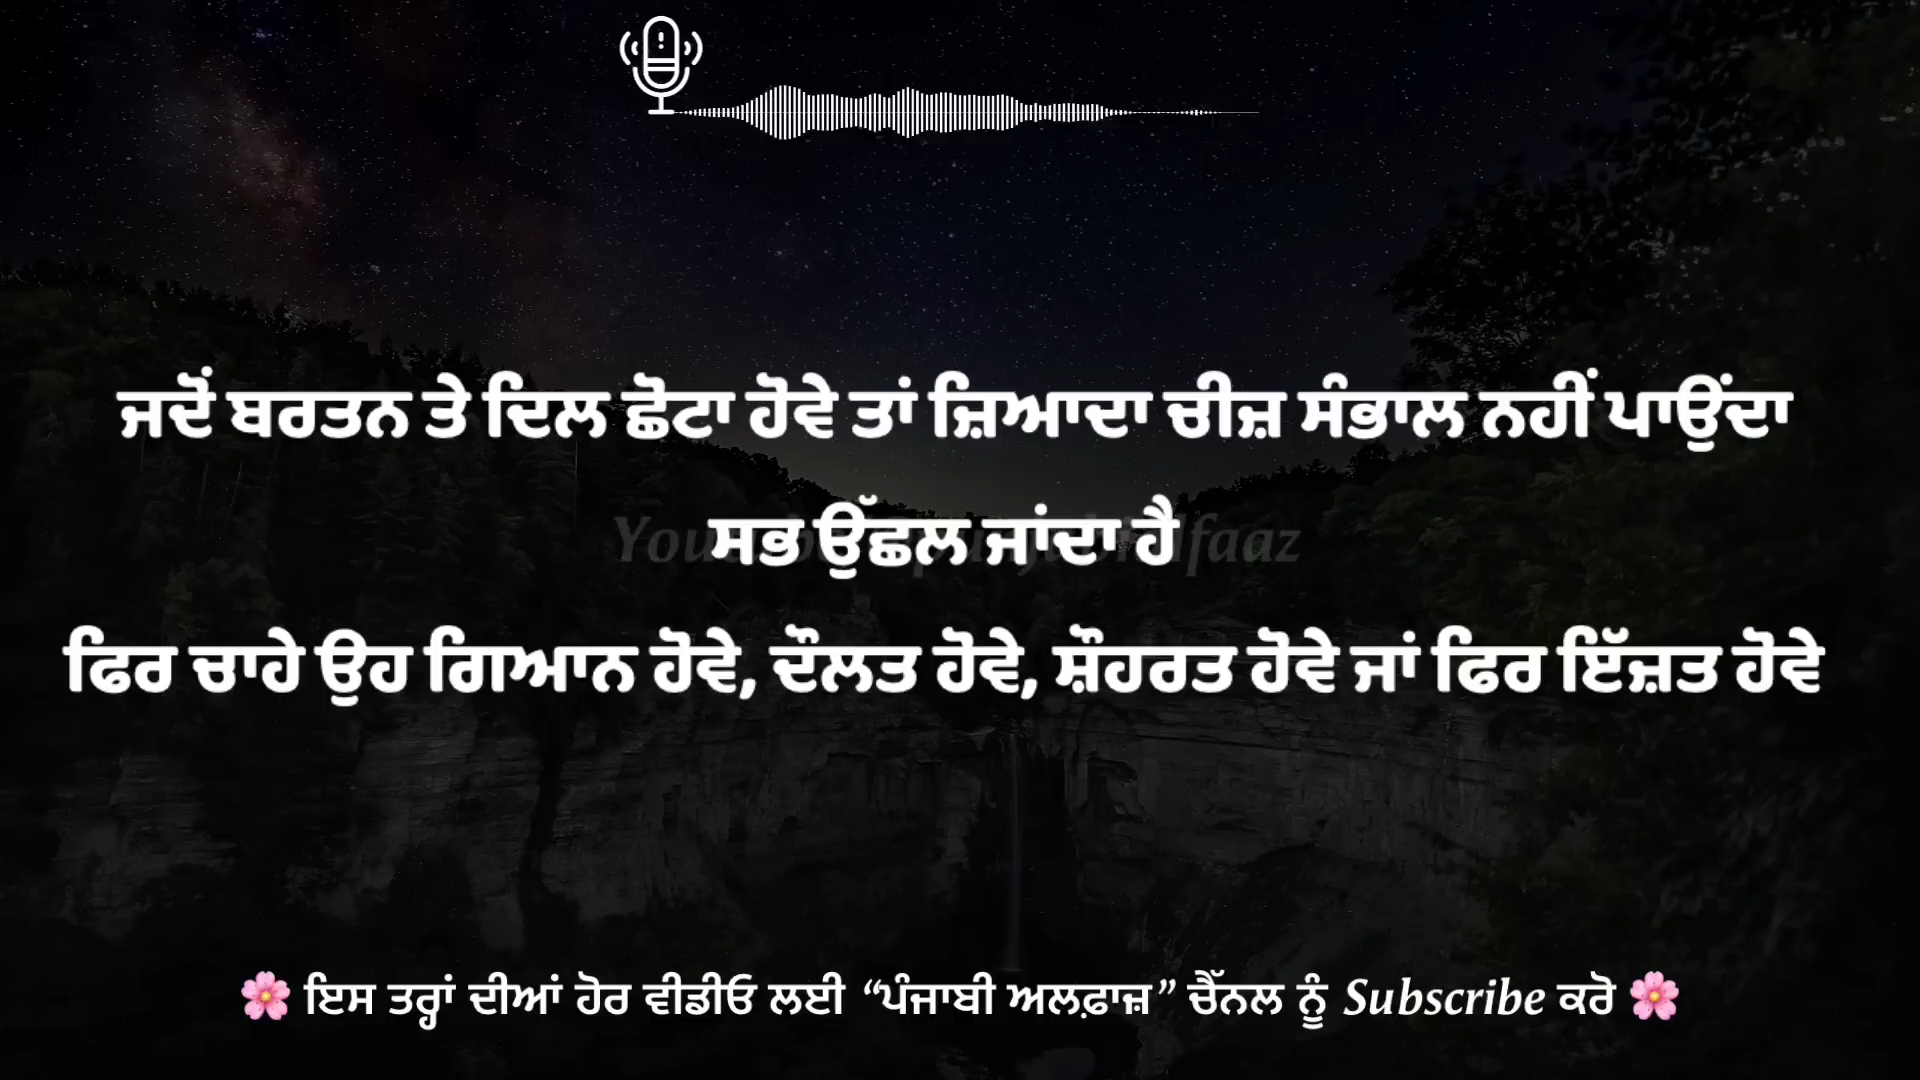 ਜਦੋਂ ਬਰਤਨ ਤੇ ਦਿਲ ਛੋਟਾ ਹੋਵੇ ਤਾਂ ਜ਼ਿਆਦਾ ਚੀਜ਼ ਸੰਭਾਲ ਨਹੀਂ ਪਾਉਂਦਾ
ਸਭ ਉੱਛਲ ਜਾਂਦਾ ਹੈ
ਫਿਰ ਚਾਹੇ ਉਹ ਗਿਆਨ ਹੋਵੇ, ਦੌਲਤ ਹੋਵੇ, ਸ਼ੌਹਰਤ ਹੋਵੇ ਜਾਂ ਫਿਰ ਇੱਜ਼ਤ ਹੋਵੇ
🌸 ਇਸ ਤਰ੍ਹਾਂ ਦੀਆਂ ਹੋਰ ਵੀਡੀਓ ਲਈ “ਪੰਜਾਬੀ ਅਲਫ਼ਾਜ਼” ਚੈੱਨਲ ਨੂੰ Subscribe ਕਰੋ 🌸